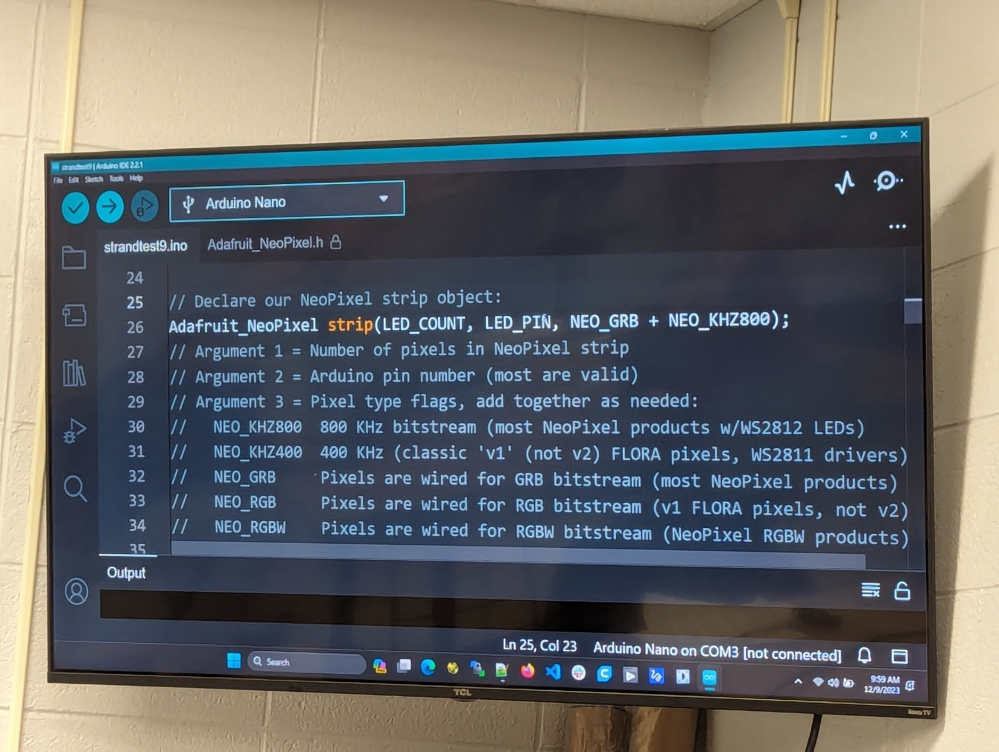 strandtest9 | Arduino IDE 2.2.1
File Edit Sketch Tools Help
Arduino Nano
strandtest9.ino Adafruit_NeoPixel.h
24
25 // Declare our NeoPixel strip object:
26 Adafruit_NeoPixel strip(LED_COUNT, LED_PIN, NEO_GRB + NEO_KHZ800);
27 // Argument 1 = Number of pixels in NeoPixel strip
28 // Argument 2 = Arduino pin number (most are valid)
29 // Argument 3 = Pixel type flags, add together as needed:
30 // NEO_KHZ800 800 KHz bitstream (most NeoPixel products w/WS2812 LEDs)
31 // NEO_KHZ400 400 KHz (classic 'v1' (not v2) FLORA pixels, WS2811 drivers)
32 // NEO_GRB Pixels are wired for GRB bitstream (most NeoPixel products)
33 // NEO_RGB Pixels are wired for RGB bitstream (v1 FLORA pixels, not v2)
34 // NEO_RGBW Pixels are wired for RGBW bitstream (NeoPixel RGBW products)
35
Output
Ln 25, Col 23 Arduino Nano on COM3 [not connected]
Search
9:59 AM
12/9/2023
TCL
Roku TV